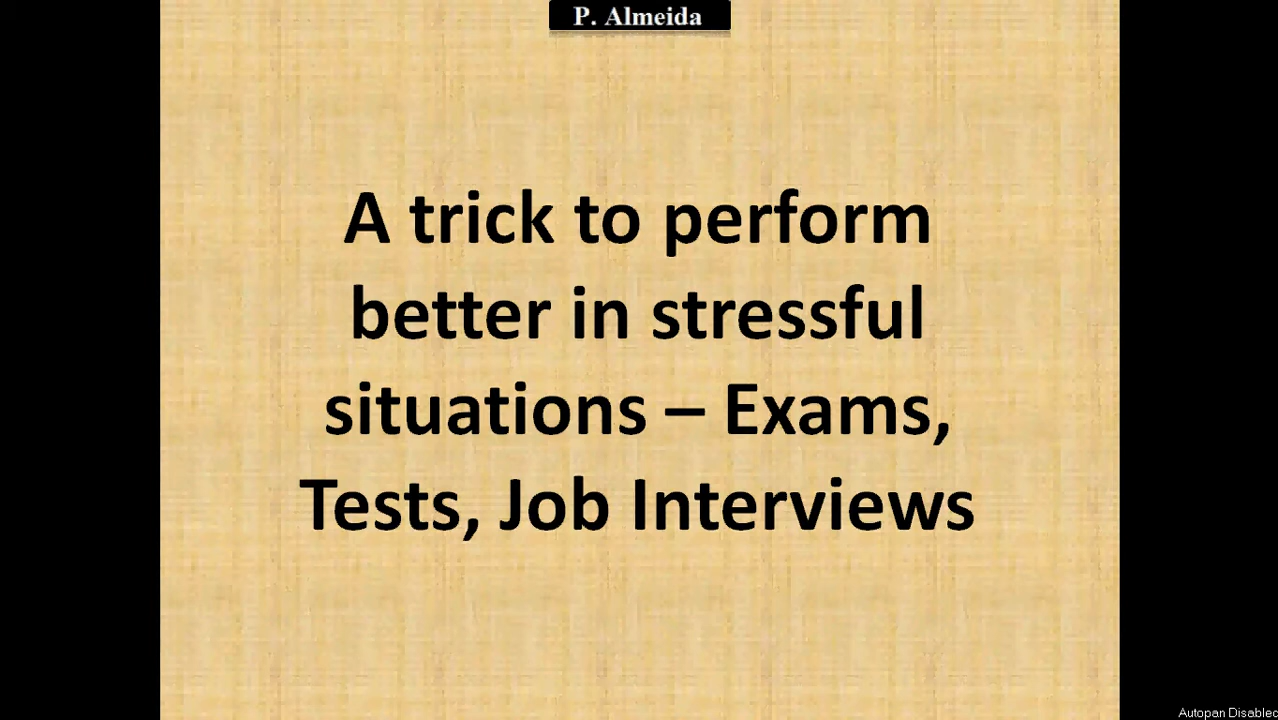 P. Almeida
A trick to perform
better in stressful
situations – Exams,
Tests, Job Interviews
Autopan Disabled